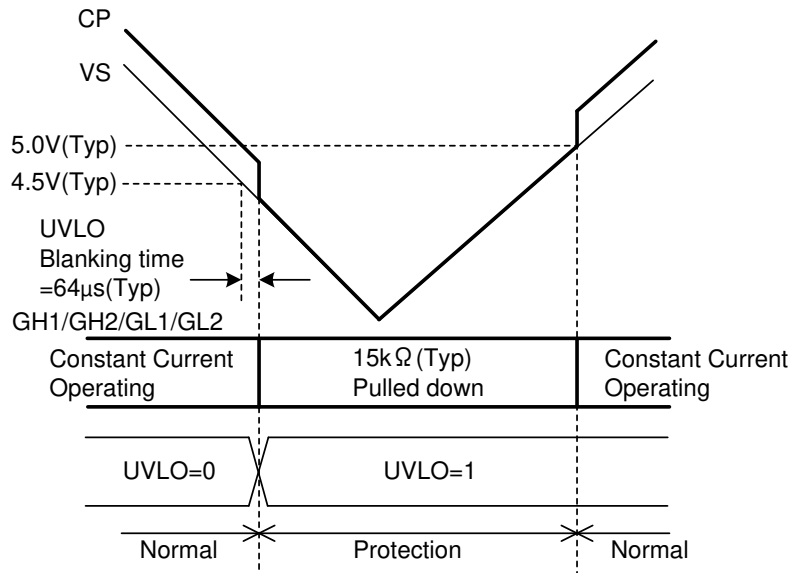 CP
VS
5.0V(Typ)
4.5V(Typ)
UVLO
Blanking time
=64µs(Typ)
GH1/GH2/GL1/GL2
Constant Current
Operating
15kΩ(Typ)
Pulled down
Constant Current
Operating
UVLO=0
UVLO=1
Normal
Protection
Normal